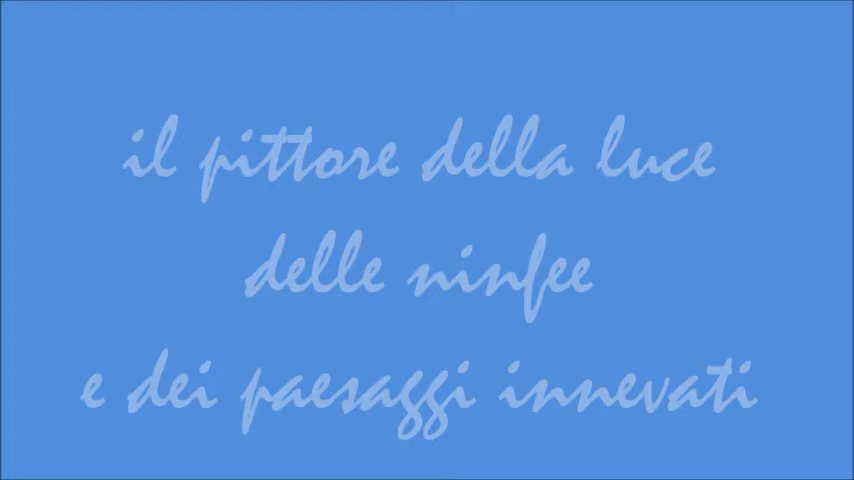 il pittore della luce
delle ninfee
e dei paesaggi innevati